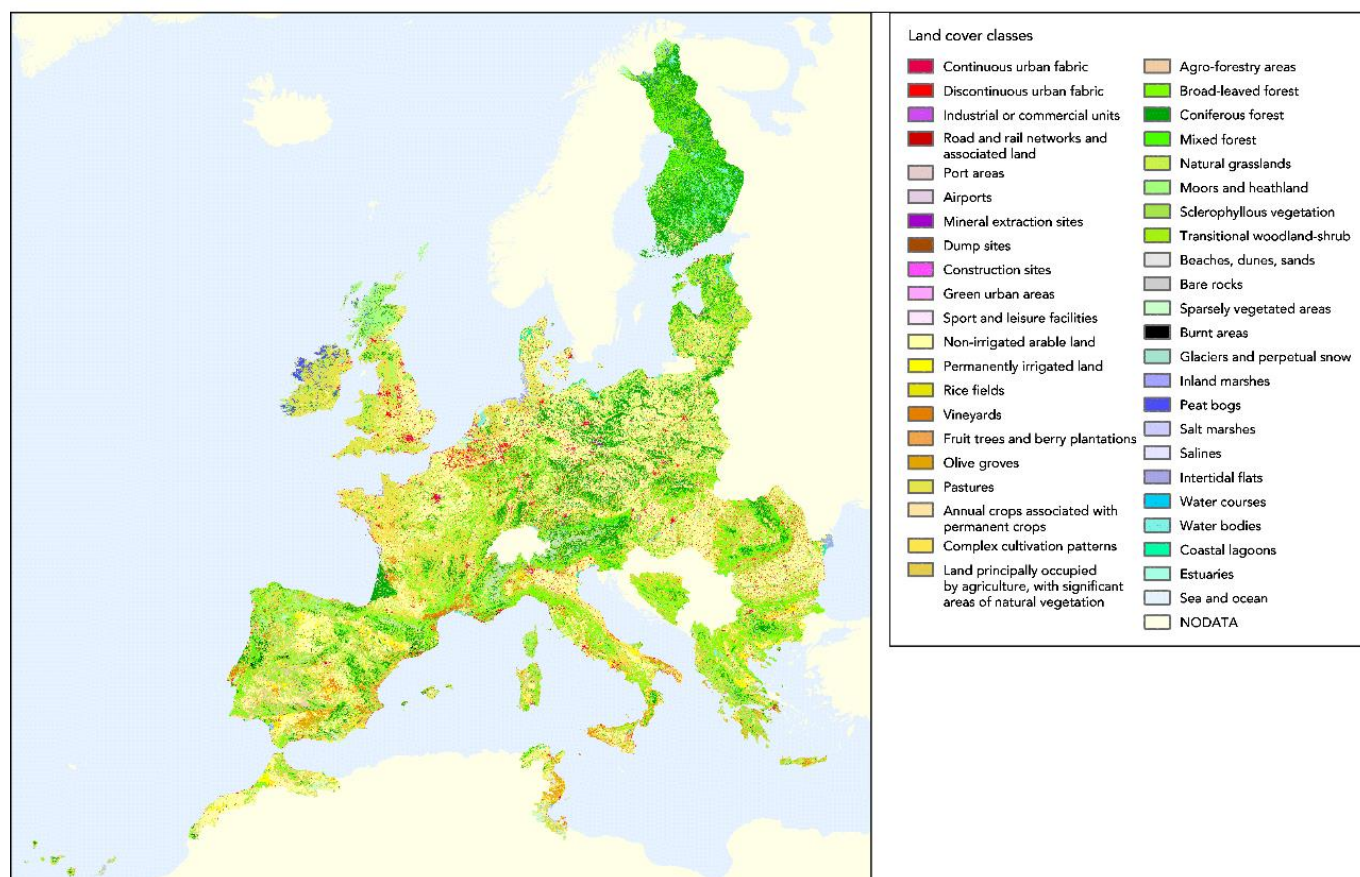 Land cover classes
Continuous urban fabric
Discontinuous urban fabric
Industrial or commercial units
Road and rail networks and
associated land
Port areas
Airports
Mineral extraction sites
Dump sites
Construction sites
Green urban areas
Sport and leisure facilities
Non-irrigated arable land
Permanently irrigated land
Rice fields
Vineyards
Fruit trees and berry plantations
Olive groves
Pastures
Annual crops associated with
permanent crops
Complex cultivation patterns
Land principally occupied
by agriculture, with significant
areas of natural vegetation
Agro-forestry areas
Broad-leaved forest
Coniferous forest
Mixed forest
Natural grasslands
Moors and heathland
Sclerophyllous vegetation
Transitional woodland-shrub
Beaches, dunes, sands
Bare rocks
Sparsely vegetated areas
Burnt areas
Glaciers and perpetual snow
Inland marshes
Peat bogs
Salt marshes
Salines
Intertidal flats
Water courses
Water bodies
Coastal lagoons
Estuaries
Sea and ocean
NODATA